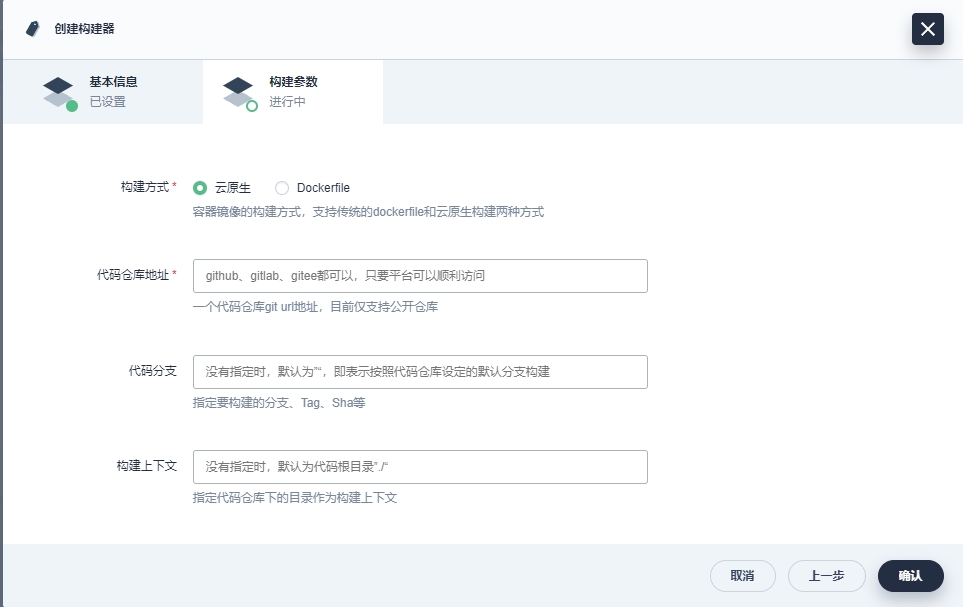 创建构建器
基本信息
已设置
构建参数
进行中
构建方式* 云原生 Dockerfile
容器镜像的构建方式，支持传统的dockerfile和云原生构建两种方式
代码仓库地址* github、gitlab、gitee都可以，只要平台可以顺利访问
一个代码仓库git url地址，目前仅支持公开仓库
代码分支 没有指定时，默认为”“，即表示按照代码仓库设定的默认分支构建
指定要构建的分支、Tag、Sha等
构建上下文 没有指定时，默认为代码根目录”./“
指定代码仓库下的目录作为构建上下文
取消 上一步 确认